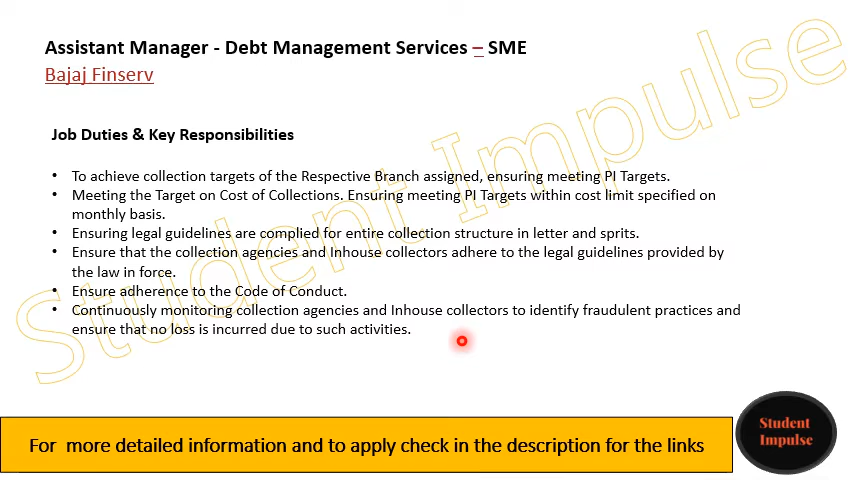 Assistant Manager - Debt Management Services – SME
Bajaj Finserv
Job Duties & Key Responsibilities
• To achieve collection targets of the Respective Branch assigned, ensuring meeting PI Targets.
• Meeting the Target on Cost of Collections. Ensuring meeting PI Targets within cost limit specified on
monthly basis.
• Ensuring legal guidelines are complied for entire collection structure in letter and sprits.
• Ensure that the collection agencies and Inhouse collectors adhere to the legal guidelines provided by
the law in force.
• Ensure adherence to the Code of Conduct.
• Continuously monitoring collection agencies and Inhouse collectors to identify fraudulent practices and
ensure that no loss is incurred due to such activities.
Student Impulse
For more detailed information and to apply check in the description for the links
Student
Impulse